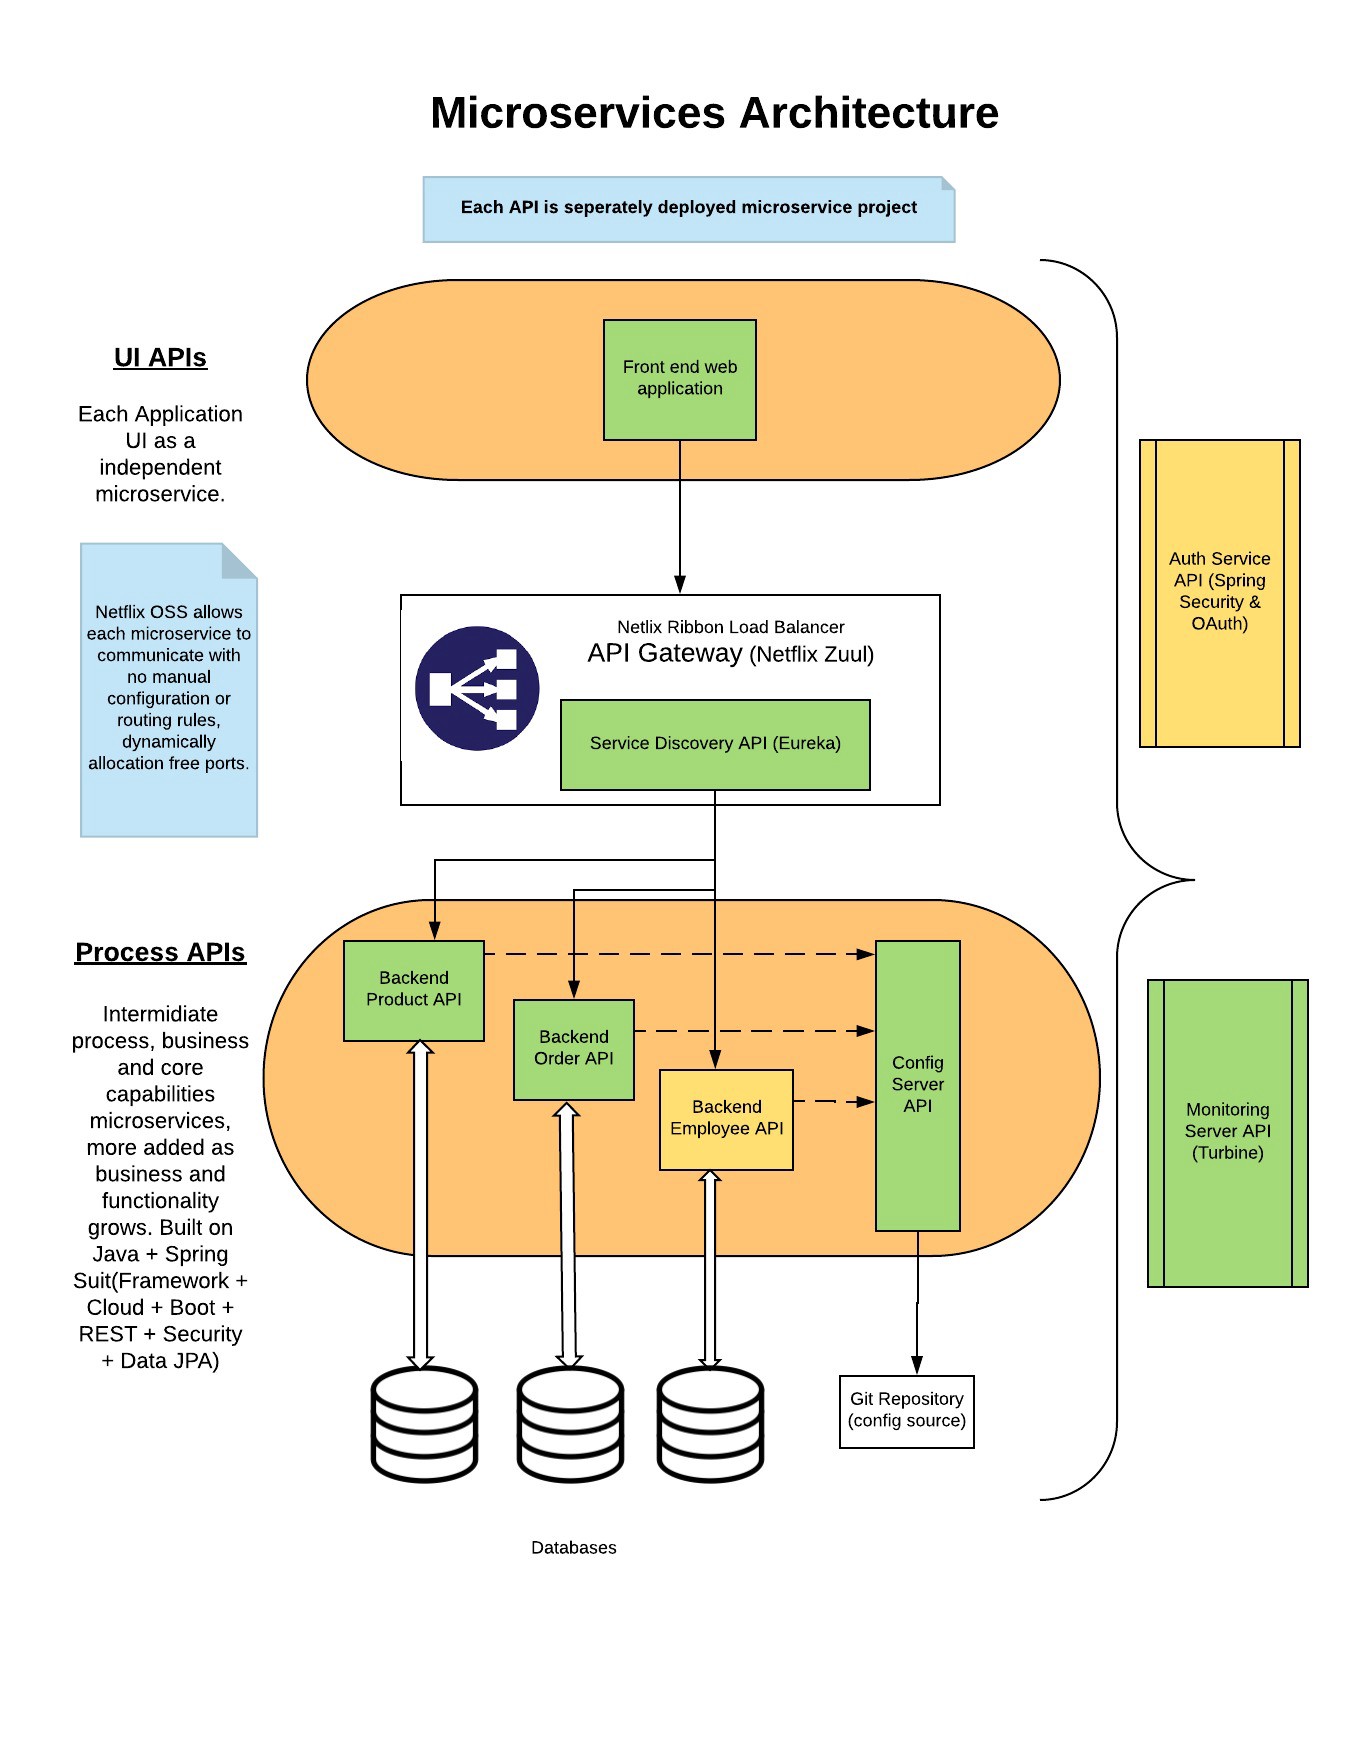 Microservices Architecture
Each API is seperately deployed microservice project
UI APIs
Each Application
UI as a
independent
microservice.
Front end web
application
Netflix OSS allows
each microservice to
communicate with
no manual
configuration or
routing rules,
dynamically
allocation free ports.
Netlix Ribbon Load Balancer
API Gateway (Netflix Zuul)
Service Discovery API (Eureka)
Auth Service
API (Spring
Security &
OAuth)
Process APIs
Intermidiate
process, business
and core
capabilities
microservices,
more added as
business and
functionality
grows. Built on
Java + Spring
Suit(Framework +
Cloud + Boot +
REST + Security
+ Data JPA)
Backend
Product API
Backend
Order API
Backend
Employee API
Config
Server
API
Monitoring
Server API
(Turbine)
Git Repository
(config source)
Databases